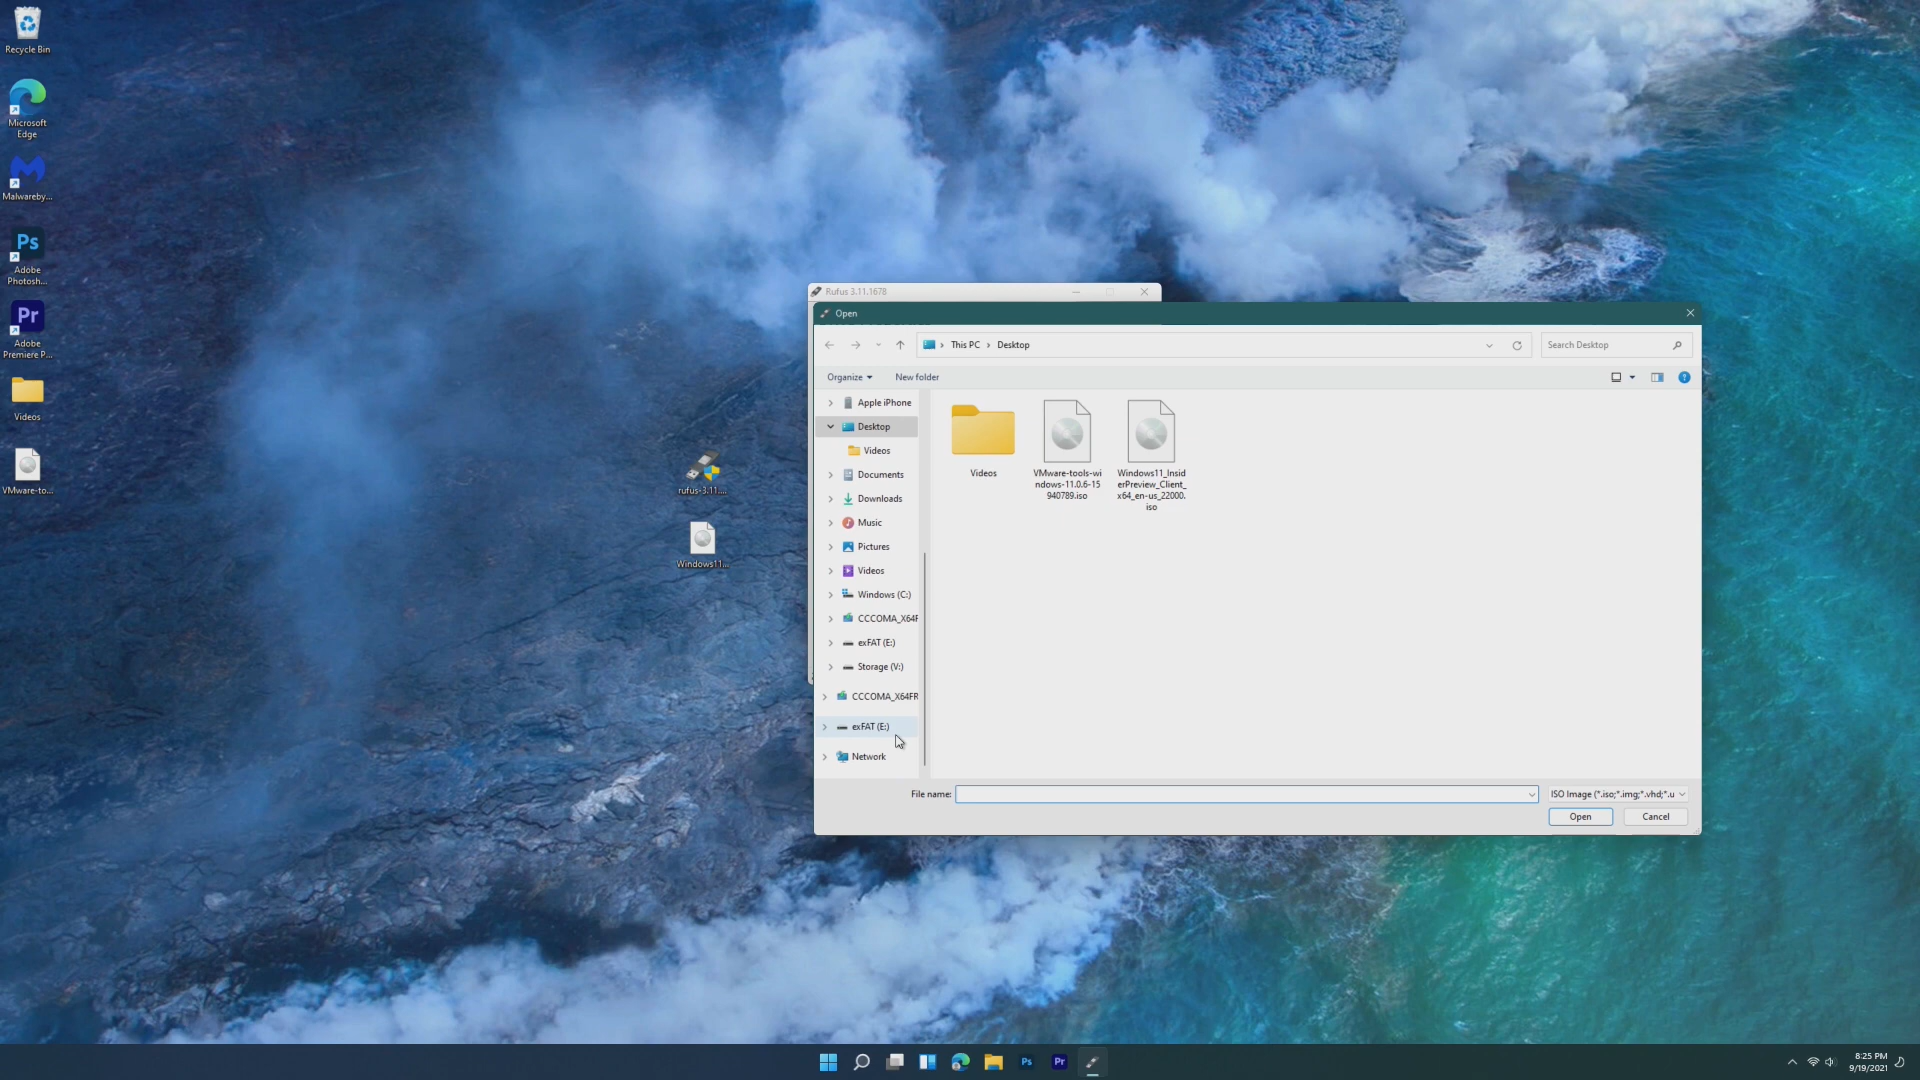 Recycle Bin
Microsoft
Edge
Malwareby...
Ps
Adobe
Photosh...
Pr
Adobe
Premiere P...
Videos
VMware-to...
rufus-3.11....
Windows11...
Rufus 3.11.1678
Open
This PC
Desktop
Search Desktop
Organize
New folder
Apple iPhone
Desktop
Videos
Documents
Downloads
Music
Pictures
Videos
Windows (C:)
CCCOMA_X64F
exFAT (E:)
Storage (V:)
CCCOMA_X64FR
exFAT (E:)
Network
Videos
VMware-tools-wi
ndows-11.0.6-15
940789.iso
Windows11_Insid
erPreview_Client_
x64_en-us_22000.
iso
File name:
ISO Image (*.iso;*.img;*.vhd;*.u
Open
Cancel
Ps
Pr
8:25 PM
9/19/2021